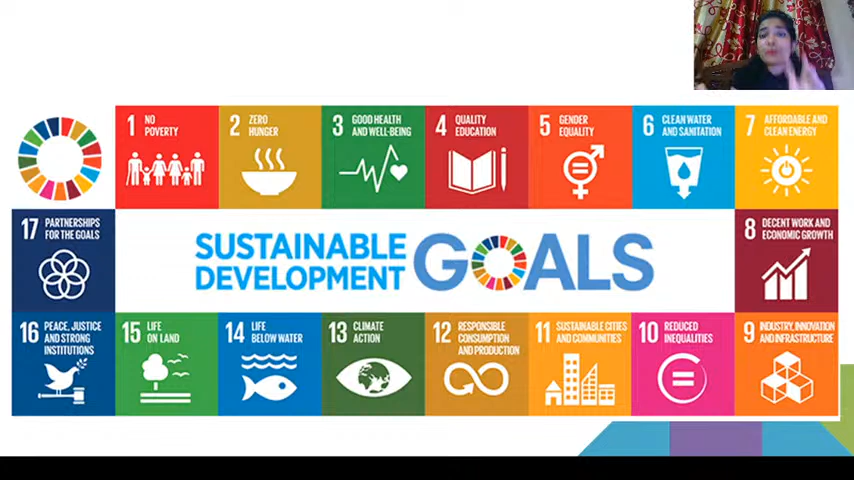 1 NO
POVERTY
2 ZERO
HUNGER
3 GOOD HEALTH
AND WELL-BEING
4 QUALITY
EDUCATION
5 GENDER
EQUALITY
6 CLEAN WATER
AND SANITATION
7 AFFORDABLE AND
CLEAN ENERGY
17 PARTNERSHIPS
FOR THE GOALS
SUSTAINABLE
DEVELOPMENT
GOALS
8 DECENT WORK AND
ECONOMIC GROWTH
16 PEACE, JUSTICE
AND STRONG
INSTITUTIONS
15 LIFE
ON LAND
14 LIFE
BELOW WATER
13 CLIMATE
ACTION
12 RESPONSIBLE
CONSUMPTION
AND PRODUCTION
11 SUSTAINABLE CITIES
AND COMMUNITIES
10 REDUCED
INEQUALITIES
9 INDUSTRY, INNOVATION
AND INFRASTRUCTURE